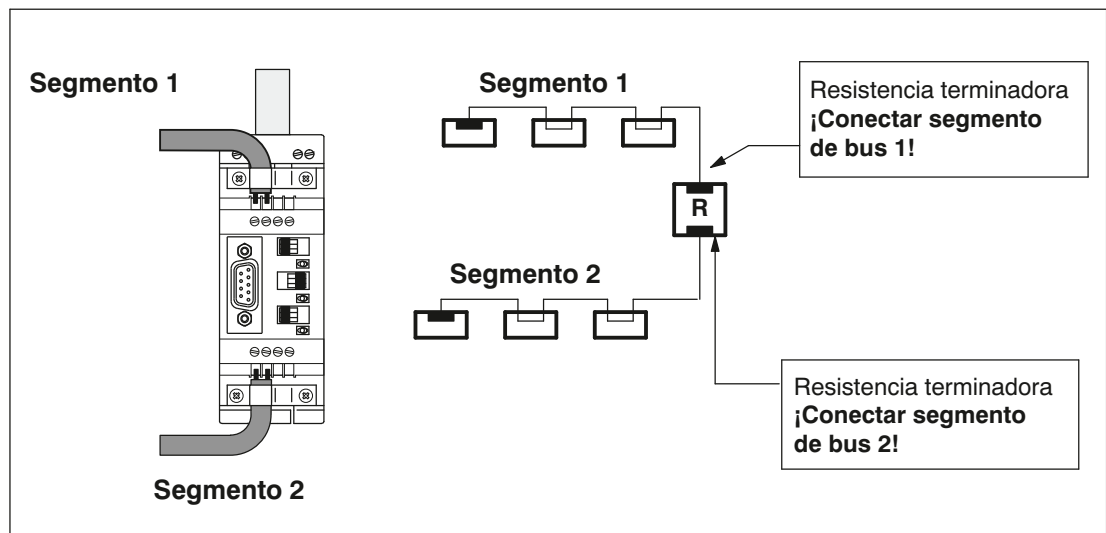 Segmento 1
Segmento 2
Segmento 1
Segmento 2
R
Resistencia terminadora
¡Conectar segmento
de bus 1!
Resistencia terminadora
¡Conectar segmento
de bus 2!